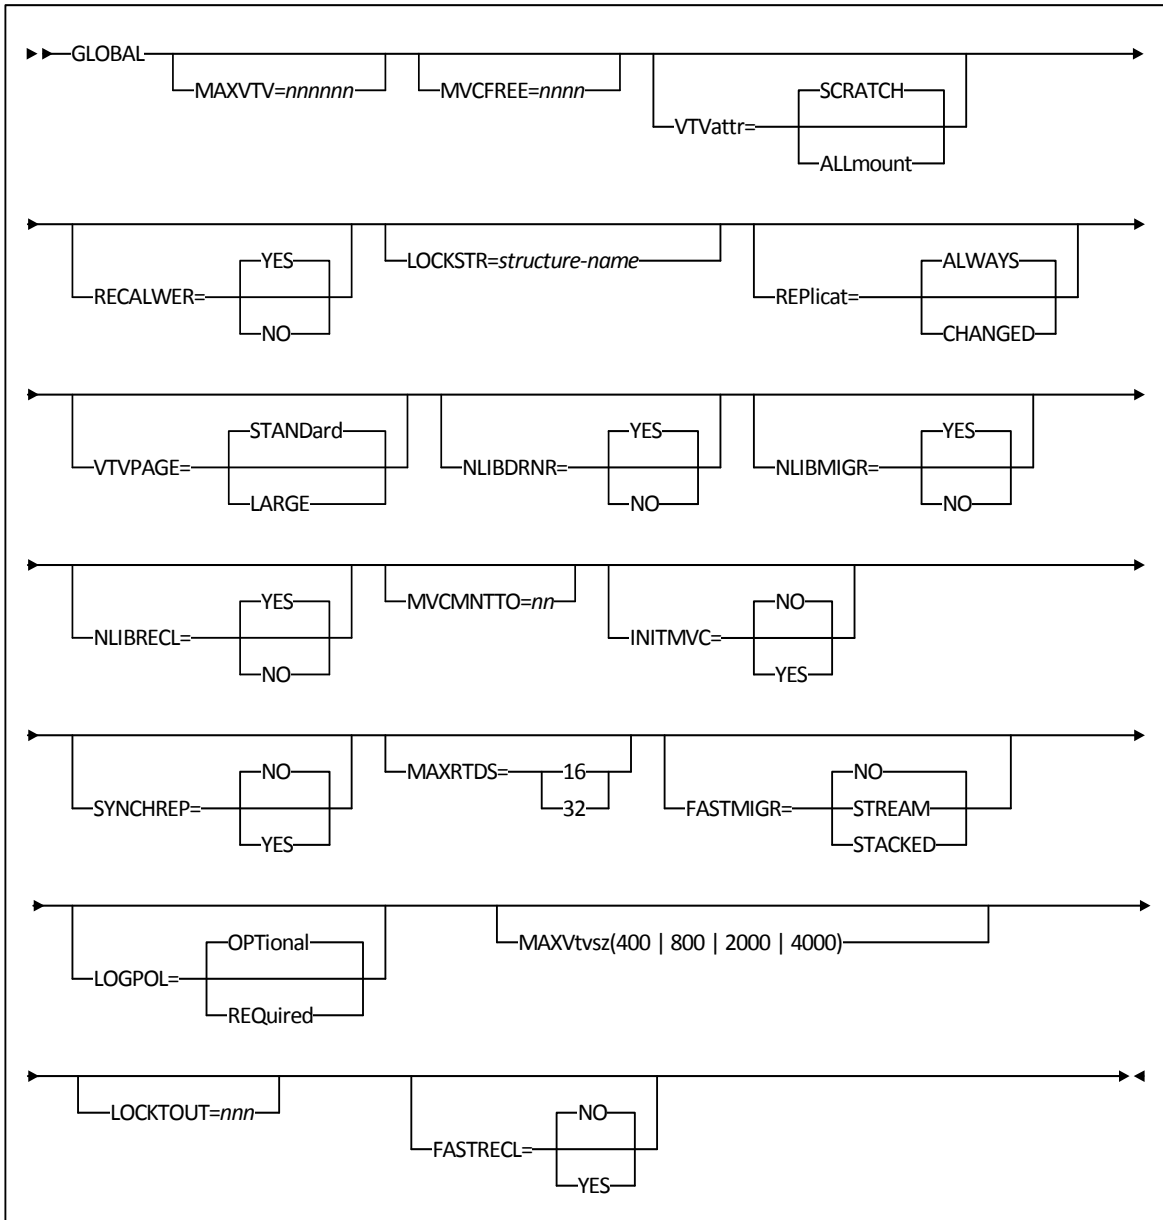 GLOBAL
MAXVTV=nnnnnn
MVCFREE=nnnn
VTVattr=
SCRATCH
ALLmount
RECALWER=
YES
NO
LOCKSTR=structure-name
REPlicat=
ALWAYS
CHANGED
VTVPAGE=
STANDard
LARGE
NLIBDRNR=
YES
NO
NLIBMIGR=
YES
NO
NLIBRECL=
YES
NO
MVCMNTTO=nn
INITMVC=
NO
YES
SYNCHREP=
NO
YES
MAXRTDS=
16
32
FASTMIGR=
NO
STREAM
STACKED
LOGPOL=
OPTional
REQuired
MAXVtvsz(400 | 800 | 2000 | 4000)
LOCKTOUT=nnn
FASTRECL=
NO
YES